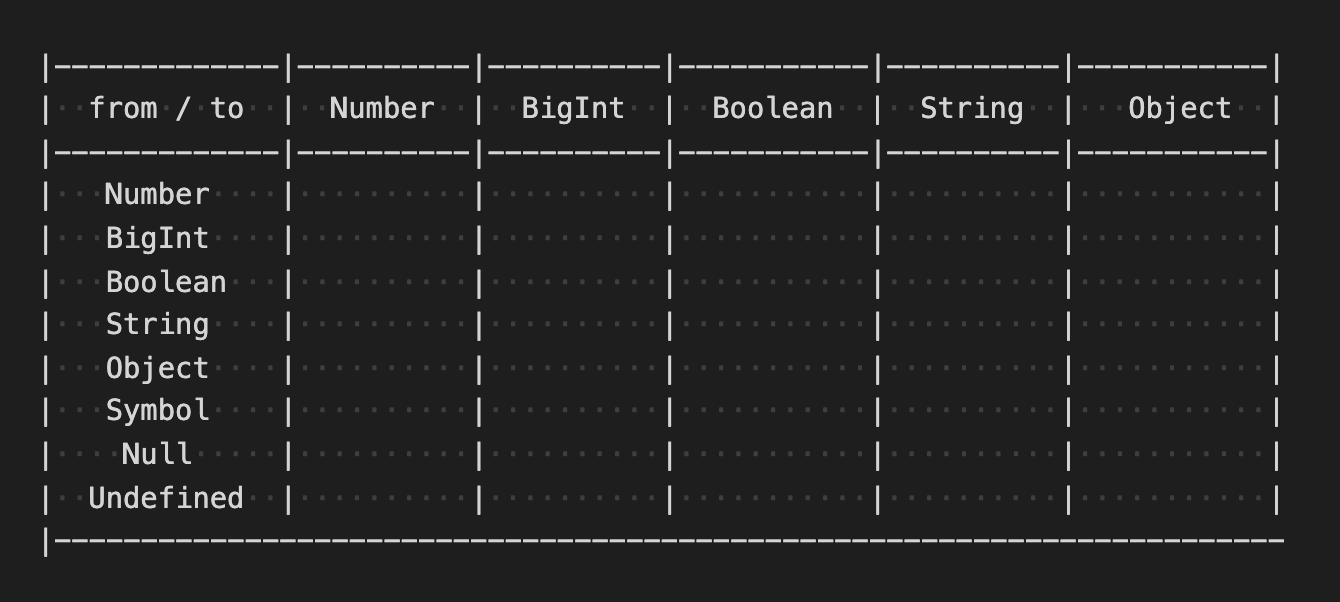 |-------------|----------|----------|-----------|----------|-----------|
|  from / to  |  Number  |  BigInt  |  Boolean  |  String  |   Object  |
|-------------|----------|----------|-----------|----------|-----------|
|   Number    |          |          |           |          |           |
|   BigInt    |          |          |           |          |           |
|   Boolean   |          |          |           |          |           |
|   String    |          |          |           |          |           |
|   Object    |          |          |           |          |           |
|   Symbol    |          |          |           |          |           |
|    Null     |          |          |           |          |           |
|  Undefined  |          |          |           |          |           |
|-----------------------------------------------------------------------